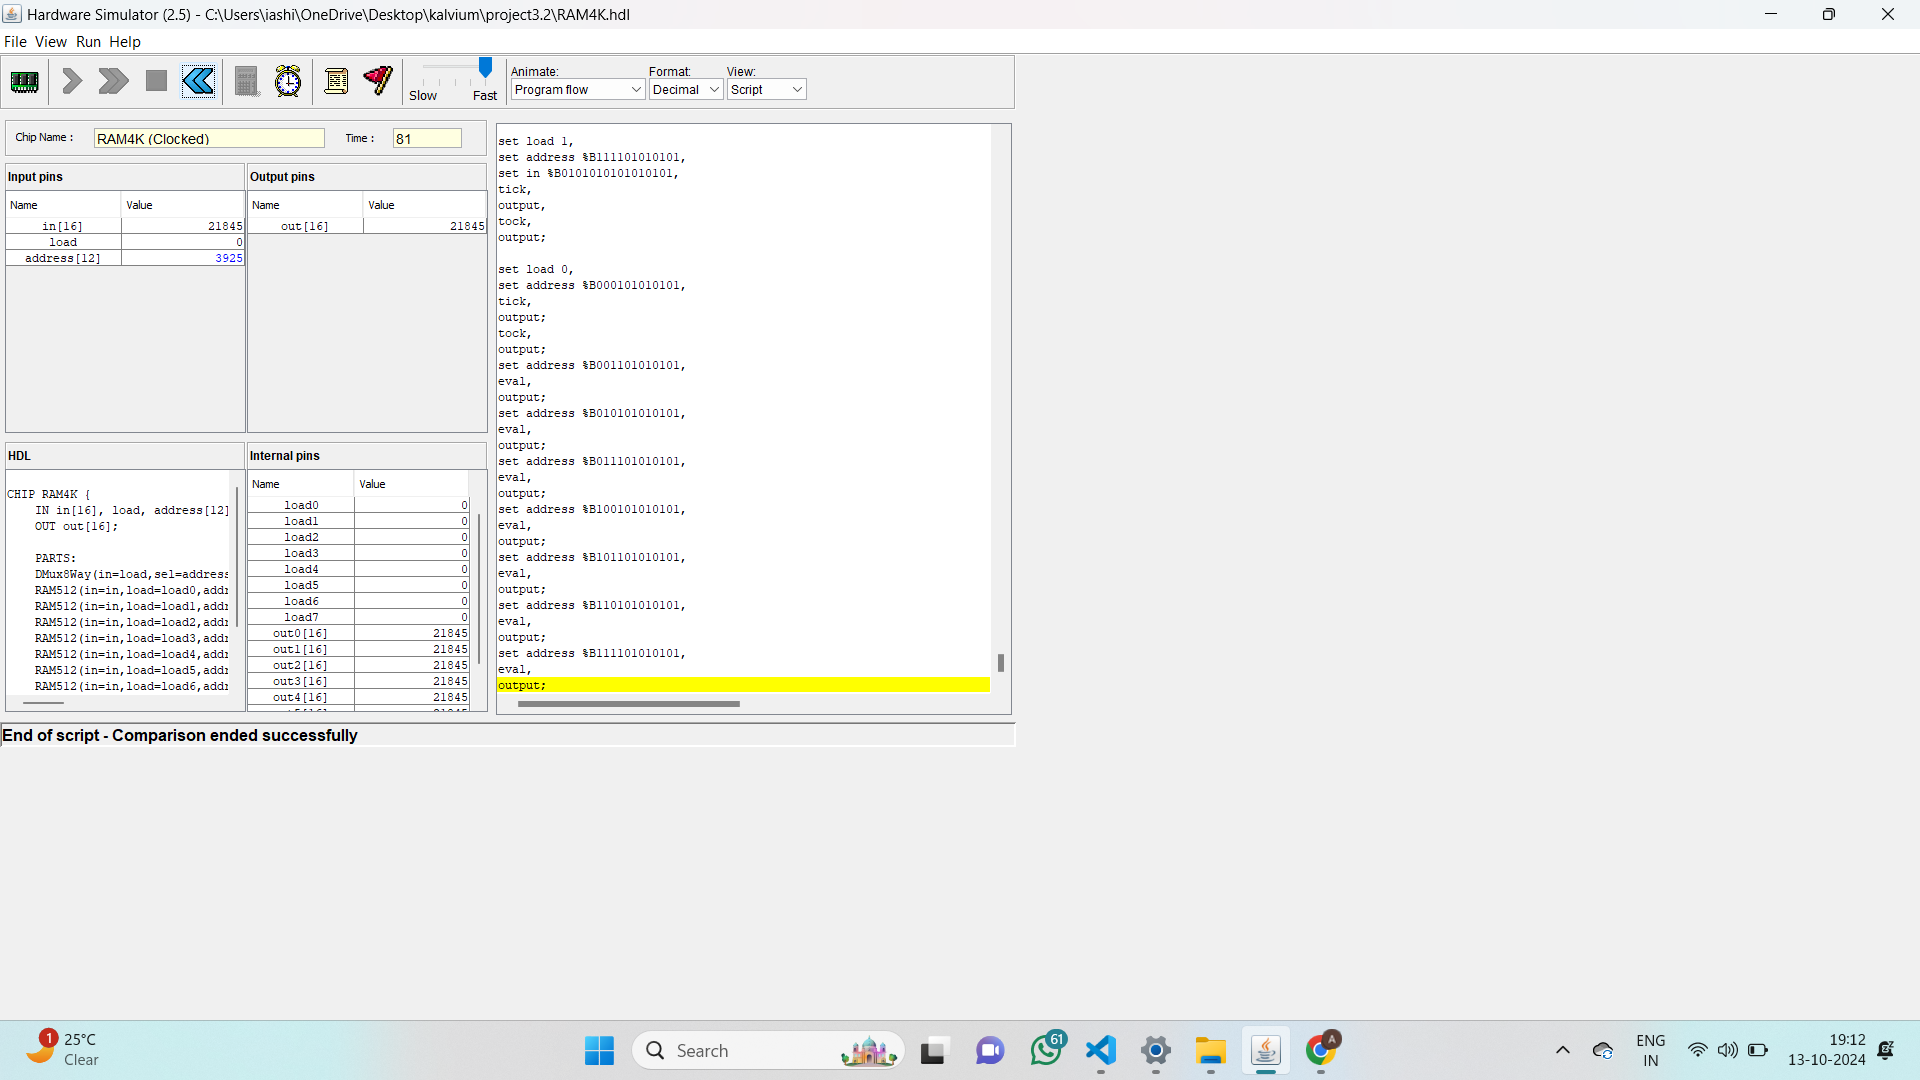 Hardware Simulator (2.5) - C:\Users\iashi\OneDrive\Desktop\kalvium\project3.2\RAM4K.hdl
File View Run Help
Slow Fast
Animate: Format: View:
Program flow Decimal Script
Chip Name : RAM4K (Clocked) Time : 81
Input pins
Name Value
in[16] 21845
load 0
address[12] 3925
Output pins
Name Value
out[16] 21845
HDL
CHIP RAM4K {
IN in[16], load, address[12]
OUT out[16];
PARTS:
DMux8Way(in=load,sel=address
RAM512(in=in,load=load0,addr
RAM512(in=in,load=load1,addr
RAM512(in=in,load=load2,addr
RAM512(in=in,load=load3,addr
RAM512(in=in,load=load4,addr
RAM512(in=in,load=load5,addr
RAM512(in=in,load=load6,addr
Internal pins
Name Value
load0 0
load1 0
load2 0
load3 0
load4 0
load5 0
load6 0
load7 0
out0[16] 21845
out1[16] 21845
out2[16] 21845
out3[16] 21845
out4[16] 21845
set load 1,
set address %B111101010101,
set in %B0101010101010101,
tick,
output,
tock,
output;
set load 0,
set address %B000101010101,
tick,
output;
tock,
output;
set address %B001101010101,
eval,
output;
set address %B010101010101,
eval,
output;
set address %B011101010101,
eval,
output;
set address %B100101010101,
eval,
output;
set address %B101101010101,
eval,
output;
set address %B110101010101,
eval,
output;
set address %B111101010101,
eval,
output;
End of script - Comparison ended successfully
1
25°C
Clear
Search
61
A
ENG
IN
19:12
13-10-2024